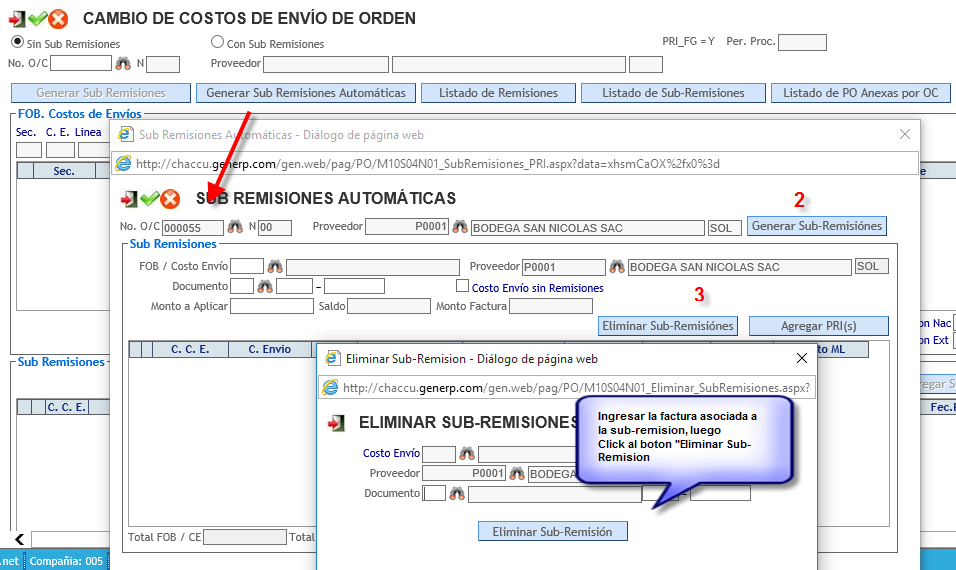 CAMBIO DE COSTOS DE ENVÍO DE ORDEN
Sin Sub Remisiones Con Sub Remisiones PRI_FG = Y Per. Proc.
No. O/C N Proveedor
Generar Sub Remisiones Generar Sub Remisiones Automáticas Listado de Remisiones Listado de Sub-Remisiones Listado de PO Anexas por OC
FOB. Costos de Envíos
Sec. C. E. Linea
Sec.
Sub Remisiones Automáticas - Diálogo de página web
http://chaccu.generp.com/gen.web/pag/PO/M10S04N01_SubRemisiones_PRI.aspx?data=xhsmCaOX%2fx0%3d
SUB REMISIONES AUTOMÁTICAS
2
No. O/C 000055 N 00 Proveedor P0001 BODEGA SAN NICOLAS SAC SOL Generar Sub-Remisiónes
Sub Remisiones
FOB / Costo Envío Proveedor P0001 BODEGA SAN NICOLAS SAC SOL
Documento – Costo Envío sin Remisiones
Monto a Aplicar Saldo Monto Factura
3
Eliminar Sub-Remisiónes Agregar PRI(s)
C. C. E. C. Envio to ML
on Nac
on Ext
Sub Remisiones
C. C. E.
Fec.
Eliminar Sub-Remision - Diálogo de página web
http://chaccu.generp.com/gen.web/pag/PO/M10S04N01_Eliminar_SubRemisiones.aspx?
ELIMINAR SUB-REMISIONES
Ingresar la factura asociada a
la sub-remision, luego
Click al boton "Eliminar Sub-
Remision
Costo Envío
Proveedor P0001 BODEGA
Documento –
Eliminar Sub-Remisión
Total FOB / CE Total
.net Compañia: 005